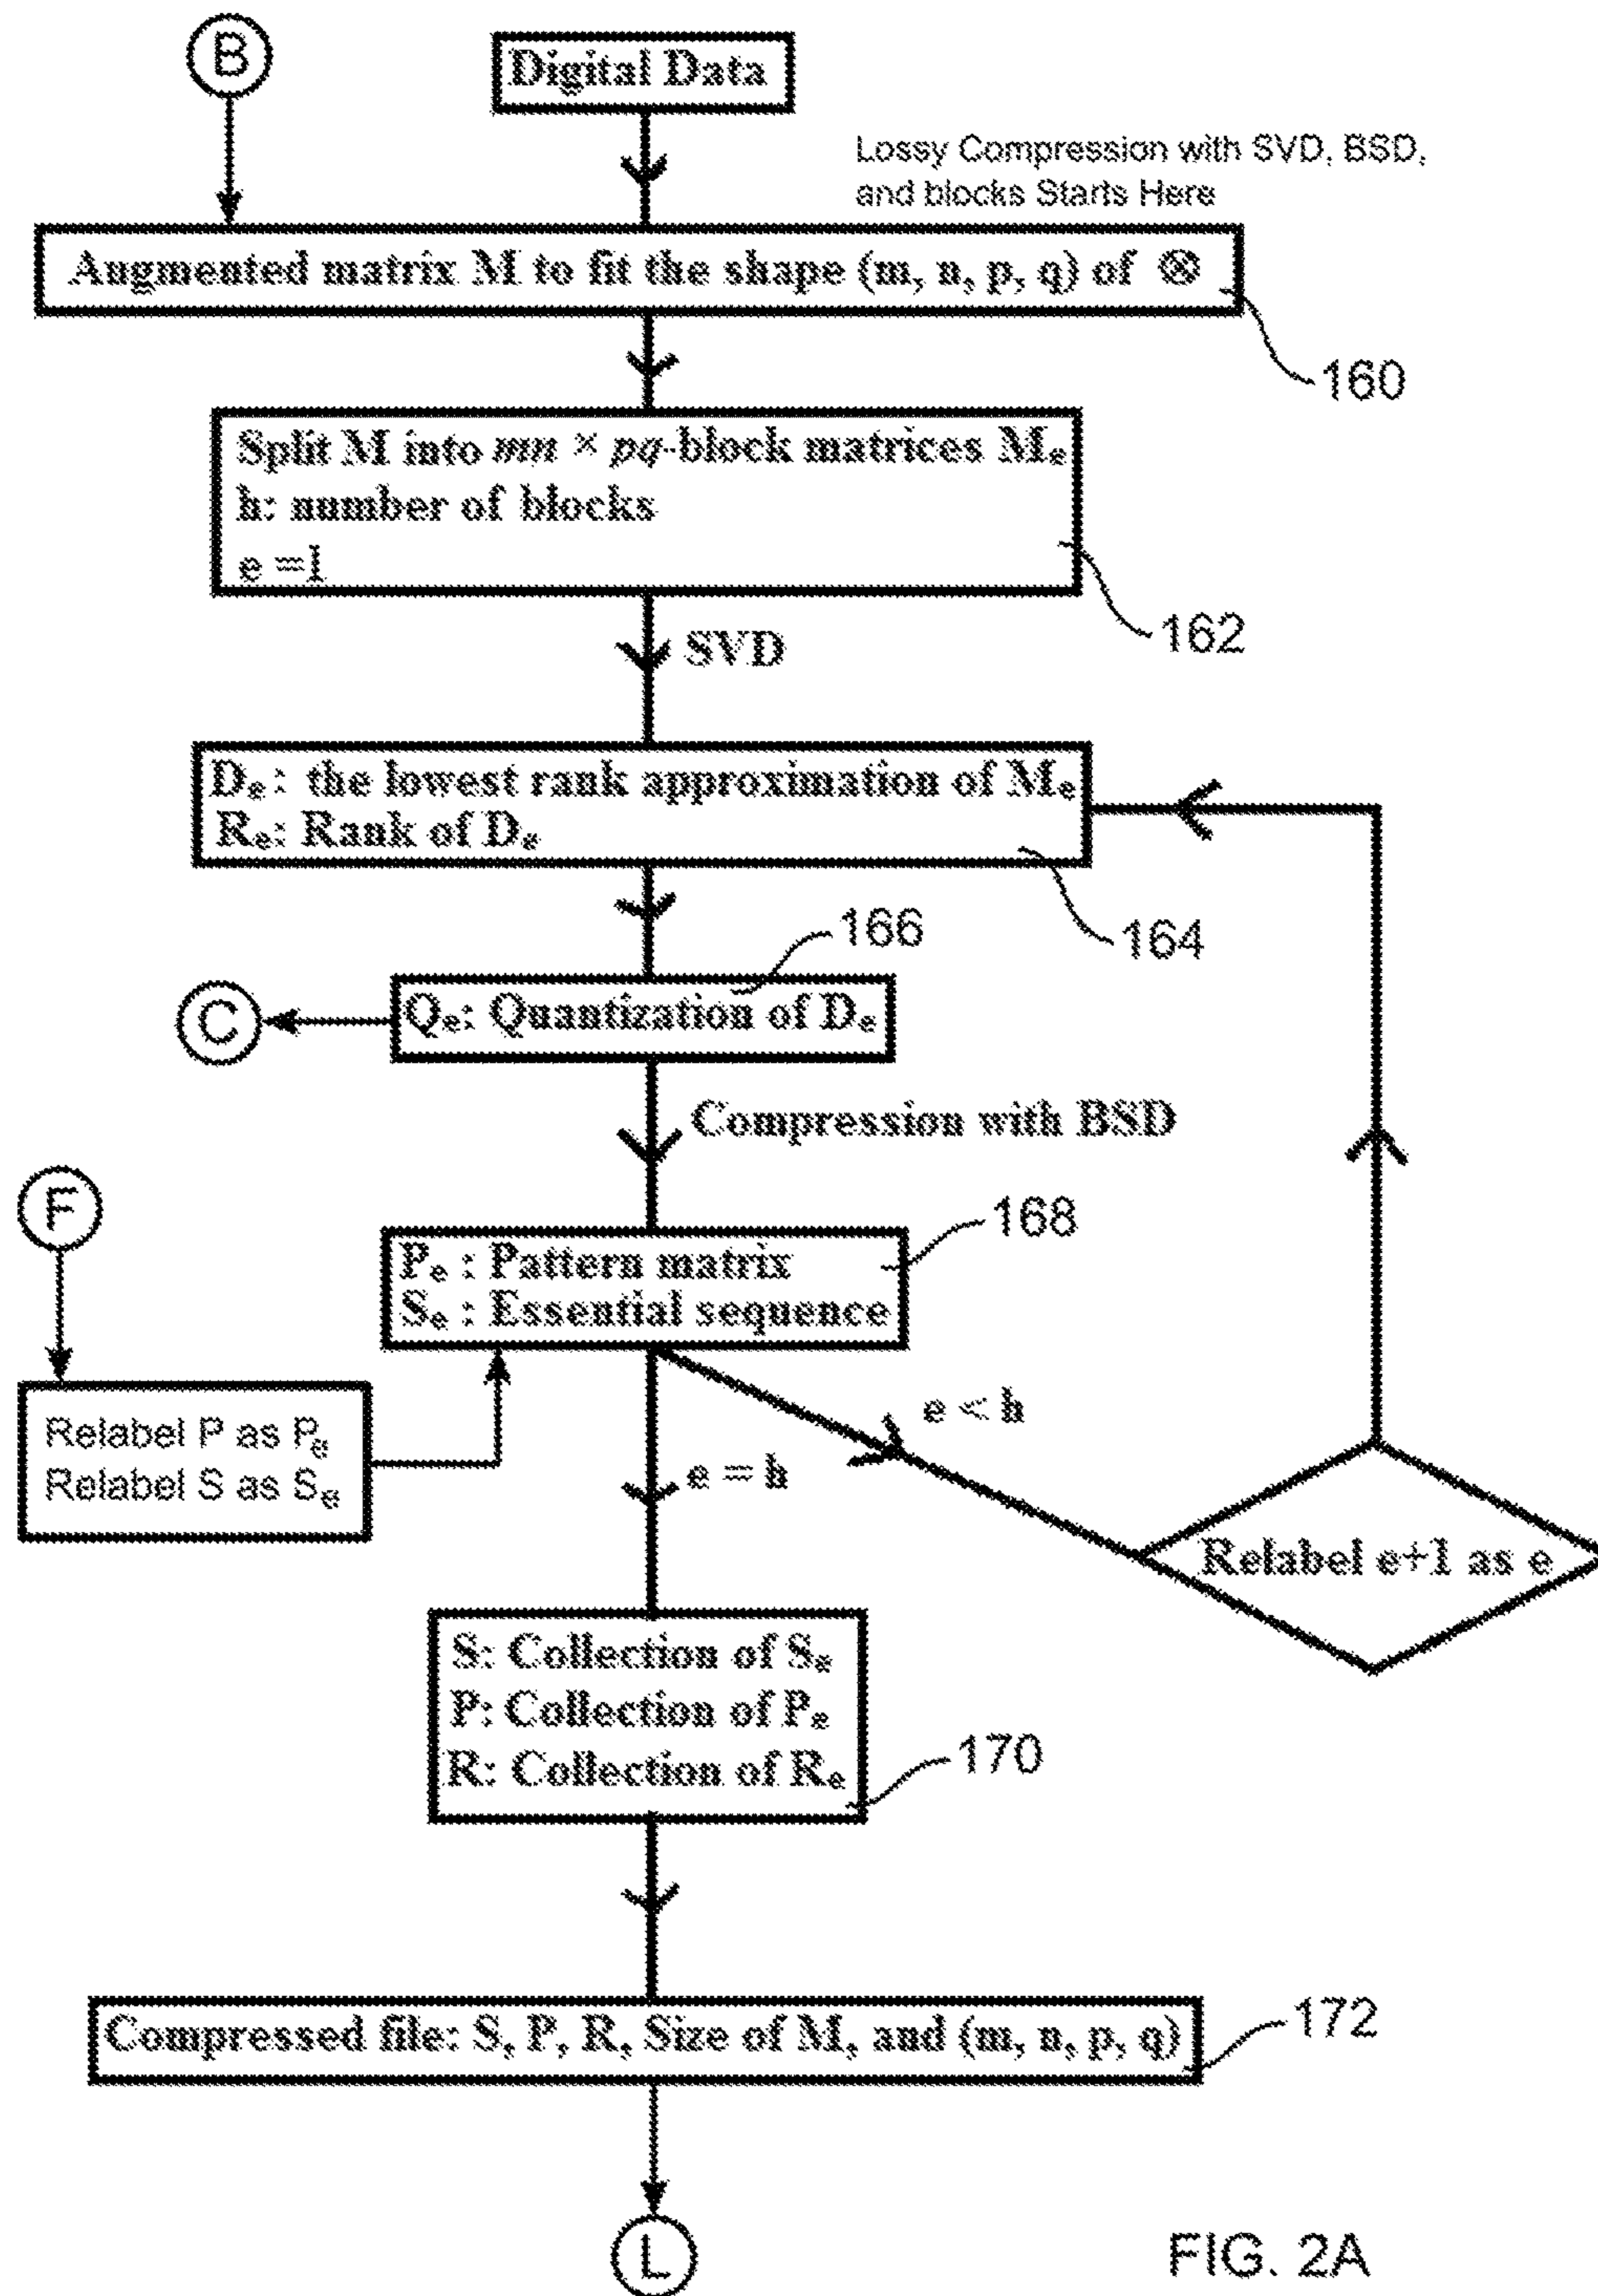 B
Digital Data
Lossy Compression with SVD, BSD,
and blocks Starts Here
Augmented matrix M to fit the shape (m, n, p, q) of ⊗
160
Split M into mn × pq-block matrices Mₑ
h: number of blocks
e =1
162
SVD
Dₑ : the lowest rank approximation of Mₑ
Rₑ: Rank of Dₑ
164
166
C
Qₑ: Quantization of Dₑ
Compression with BSD
F
168
Pₑ : Pattern matrix
Sₑ : Essential sequence
Relabel P as Pₑ
Relabel S as Sₑ
e < h
e = h
Relabel e+1 as e
S: Collection of Sₑ
P: Collection of Pₑ
R: Collection of Rₑ
170
Compressed file: S, P, R, Size of M, and (m, n, p, q)
172
L
FIG. 2A